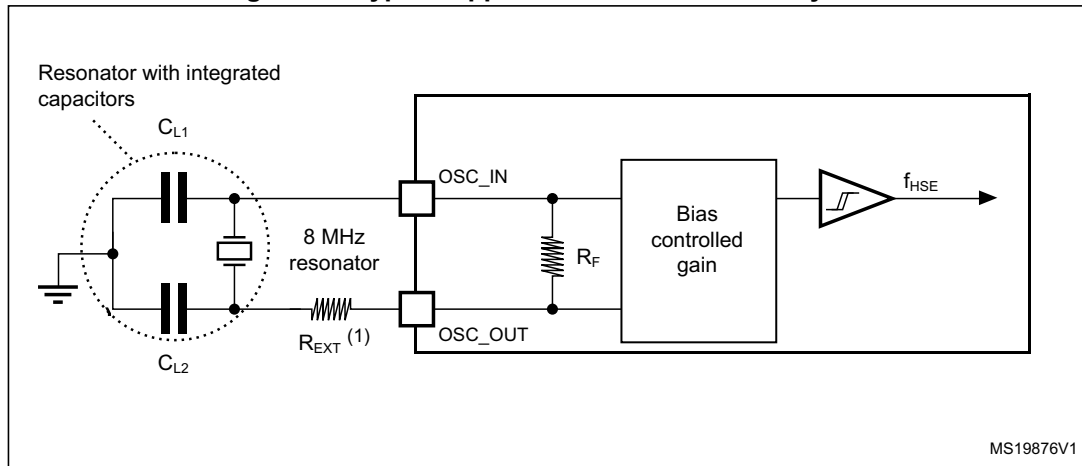 Resonator with integrated
capacitors
C_L1
OSC_IN
f_HSE
8 MHz
resonator
R_F
Bias
controlled
gain
R_EXT (1)
OSC_OUT
C_L2
MS19876V1